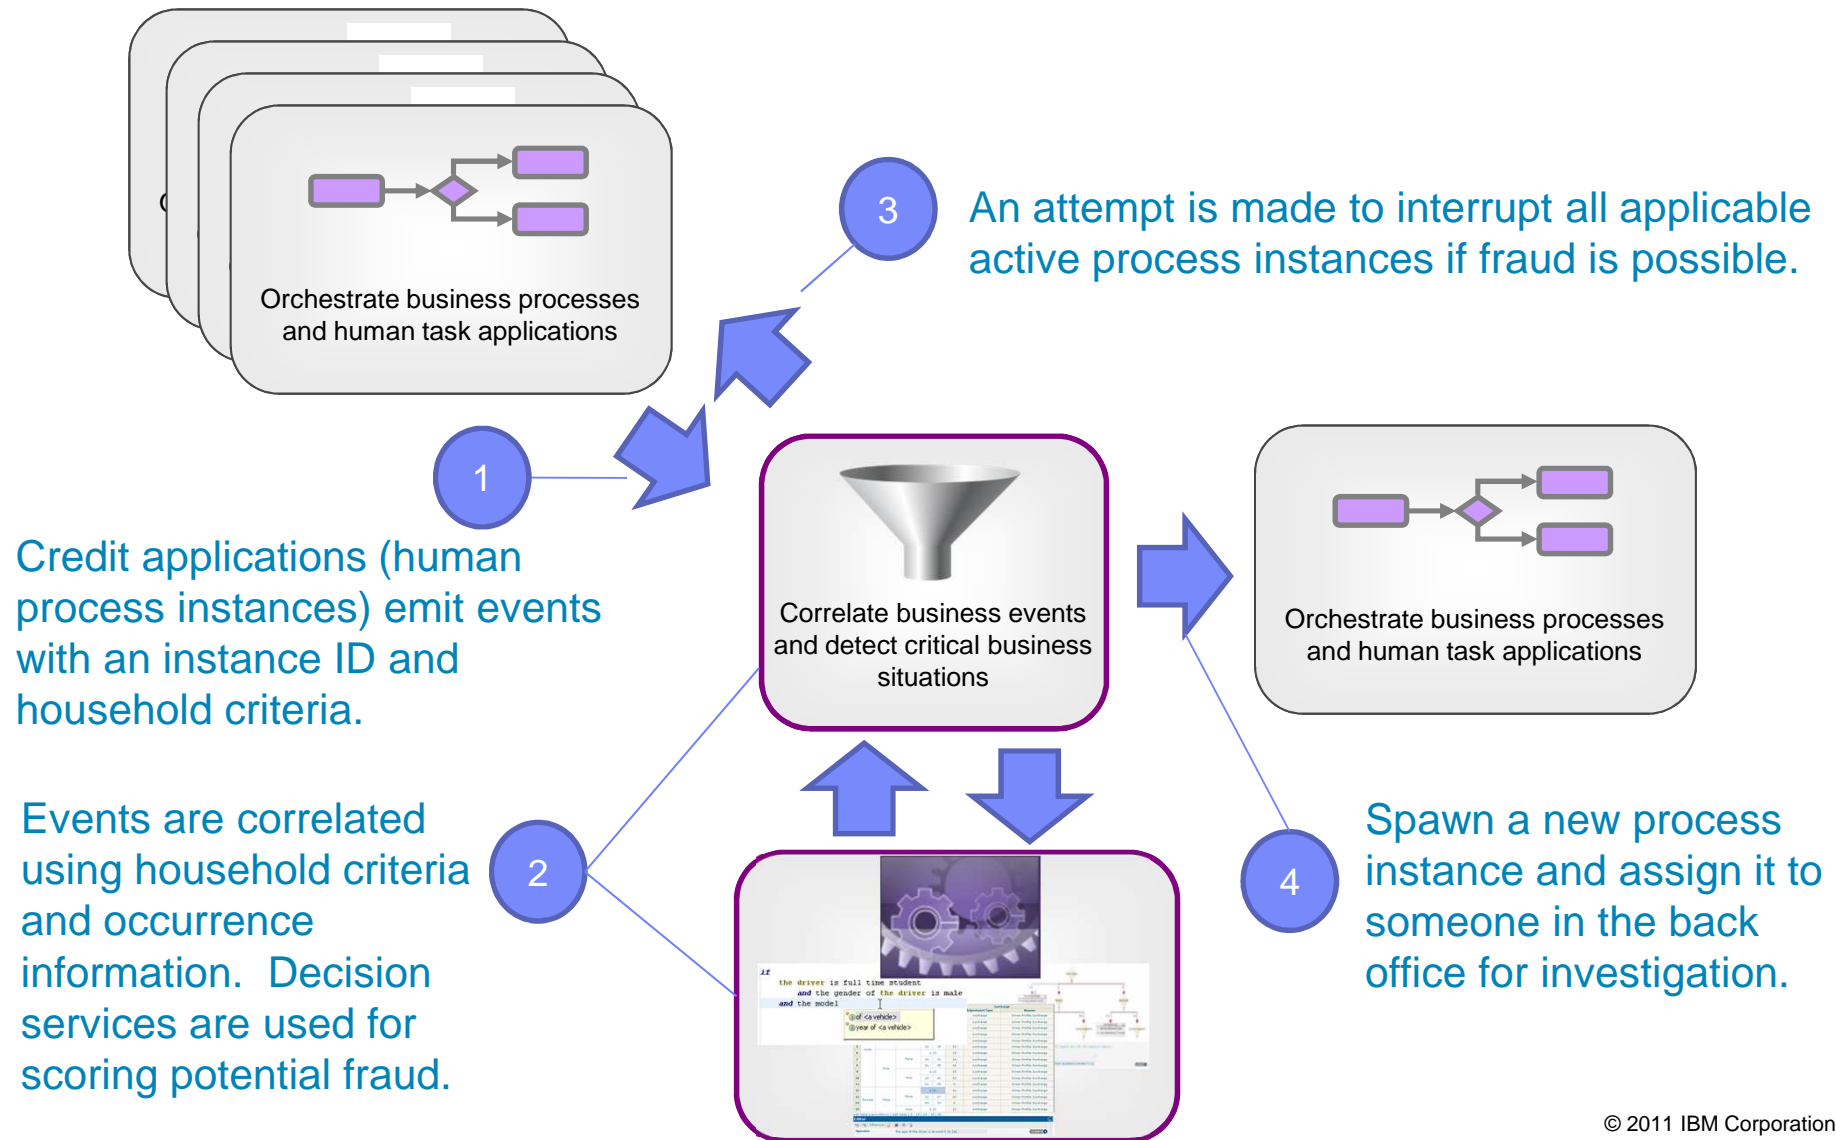 Orchestrate business processes
and human task applications
3
An attempt is made to interrupt all applicable
active process instances if fraud is possible.
1
Credit applications (human
process instances) emit events
with an instance ID and
household criteria.
Correlate business events
and detect critical business
situations
Orchestrate business processes
and human task applications
2
Events are correlated
using household criteria
and occurrence
information. Decision
services are used for
scoring potential fraud.
4
Spawn a new process
instance and assign it to
someone in the back
office for investigation.
if
the driver is full time student
and the gender of the driver is male
and the model
of <a vehicle>
year of <a vehicle>
© 2011 IBM Corporation